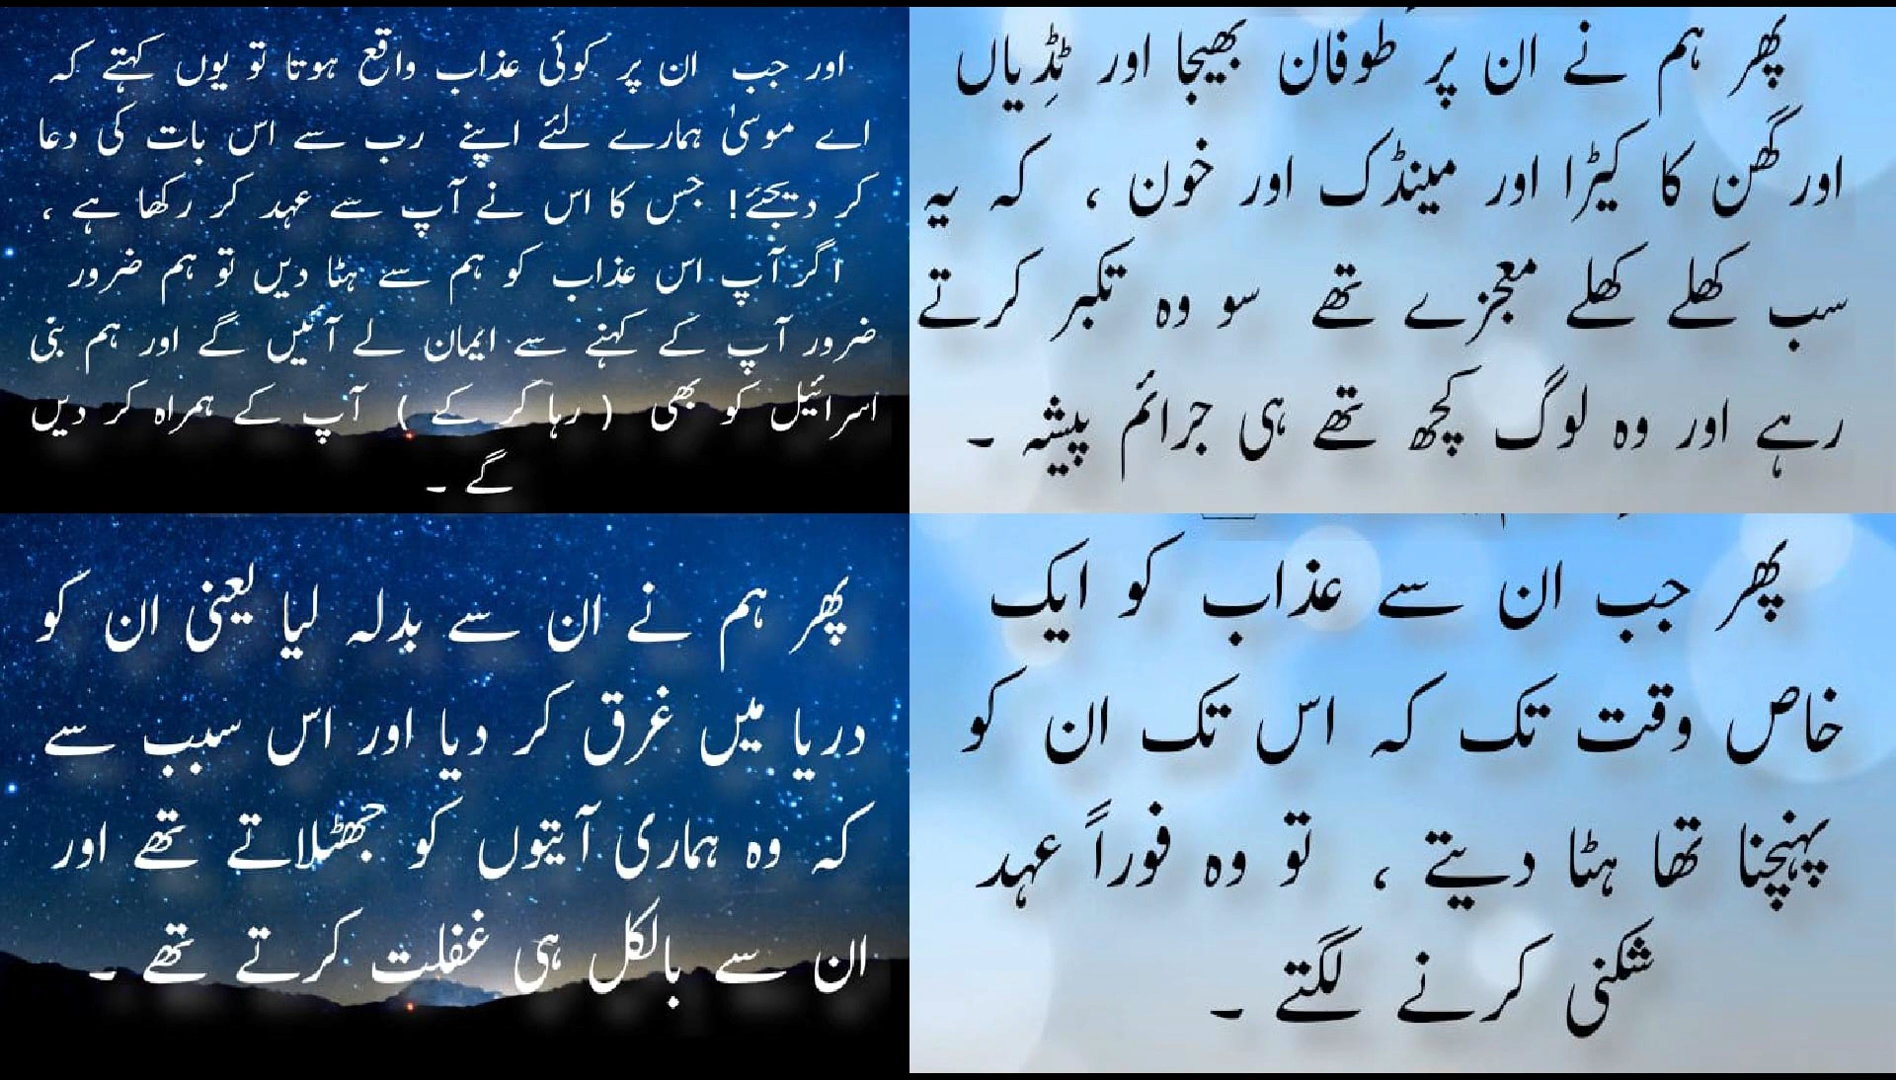 پھر ہم نے ان پر طوفان بھیجا اور ٹڈِیاں
اور گھن کا کیڑا اور مینڈک اور خون ، کہ یہ
سب کھلے کھلے معجزے تھے سو وہ تکبر کرتے
رہے اور وہ لوگ کچھ تھے ہی جرائم پیشہ ۔
اور جب ان پر کوئی عذاب واقع ہوتا تو یوں کہتے کہ
اے موسیٰ ہمارے لئے اپنے رب سے اس بات کی دعا
کر دیجئے! جس کا اس نے آپ سے عہد کر رکھا ہے ،
اگر آپ اس عذاب کو ہم سے ہٹا دیں تو ہم ضرور
ضرور آپ کے کہنے سے ایمان لے آئیں گے اور ہم بنی
اسرائیل کو بھی ( رہا کر کے ) آپ کے ہمراہ کر دیں
گے ۔
پھر جب ان سے عذاب کو ایک
خاص وقت تک کہ اس تک ان کو
پہنچنا تھا ہٹا دیتے ، تو وہ فوراً عہد
شکنی کرنے لگتے ۔
پھر ہم نے ان سے بدلہ لیا یعنی ان کو
دریا میں غرق کر دیا اور اس سبب سے
کہ وہ ہماری آیتوں کو جھٹلاتے تھے اور
ان سے بالکل ہی غفلت کرتے تھے ۔